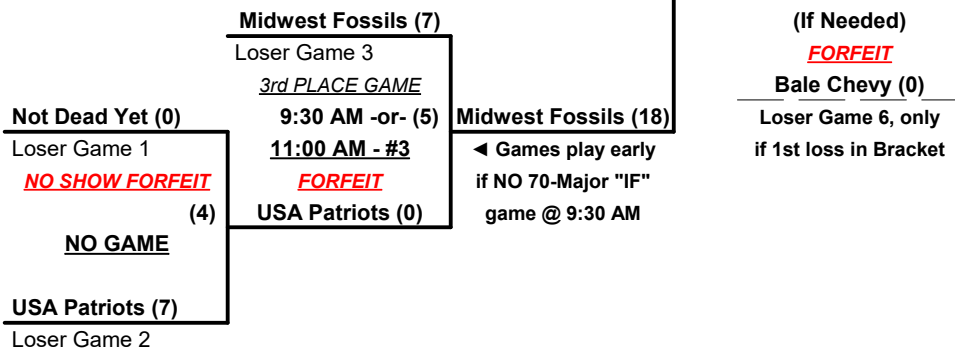 Midwest Fossils (7)
Loser Game 3
3rd PLACE GAME
9:30 AM -or- (5)
11:00 AM - #3
FORFEIT
USA Patriots (0)
Not Dead Yet (0)
Loser Game 1
NO SHOW FORFEIT
(4)
NO GAME
USA Patriots (7)
Loser Game 2
Midwest Fossils (18)
◄ Games play early
if NO 70-Major "IF"
game @ 9:30 AM
(If Needed)
FORFEIT
Bale Chevy (0)
Loser Game 6, only
if 1st loss in Bracket